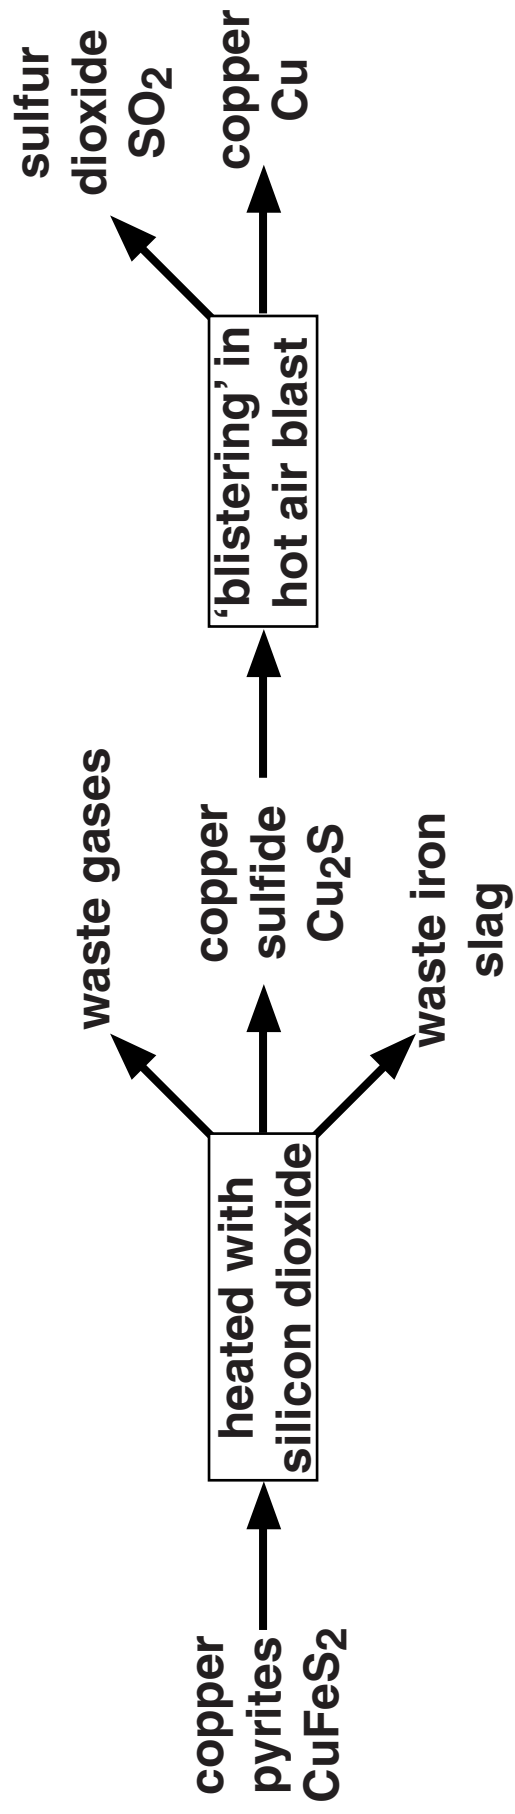 copper
pyrites
CuFeS2
heated with
silicon dioxide
waste gases
copper
sulfide
Cu2S
waste iron
slag
‘blistering’ in
hot air blast
sulfur
dioxide
SO2
copper
Cu